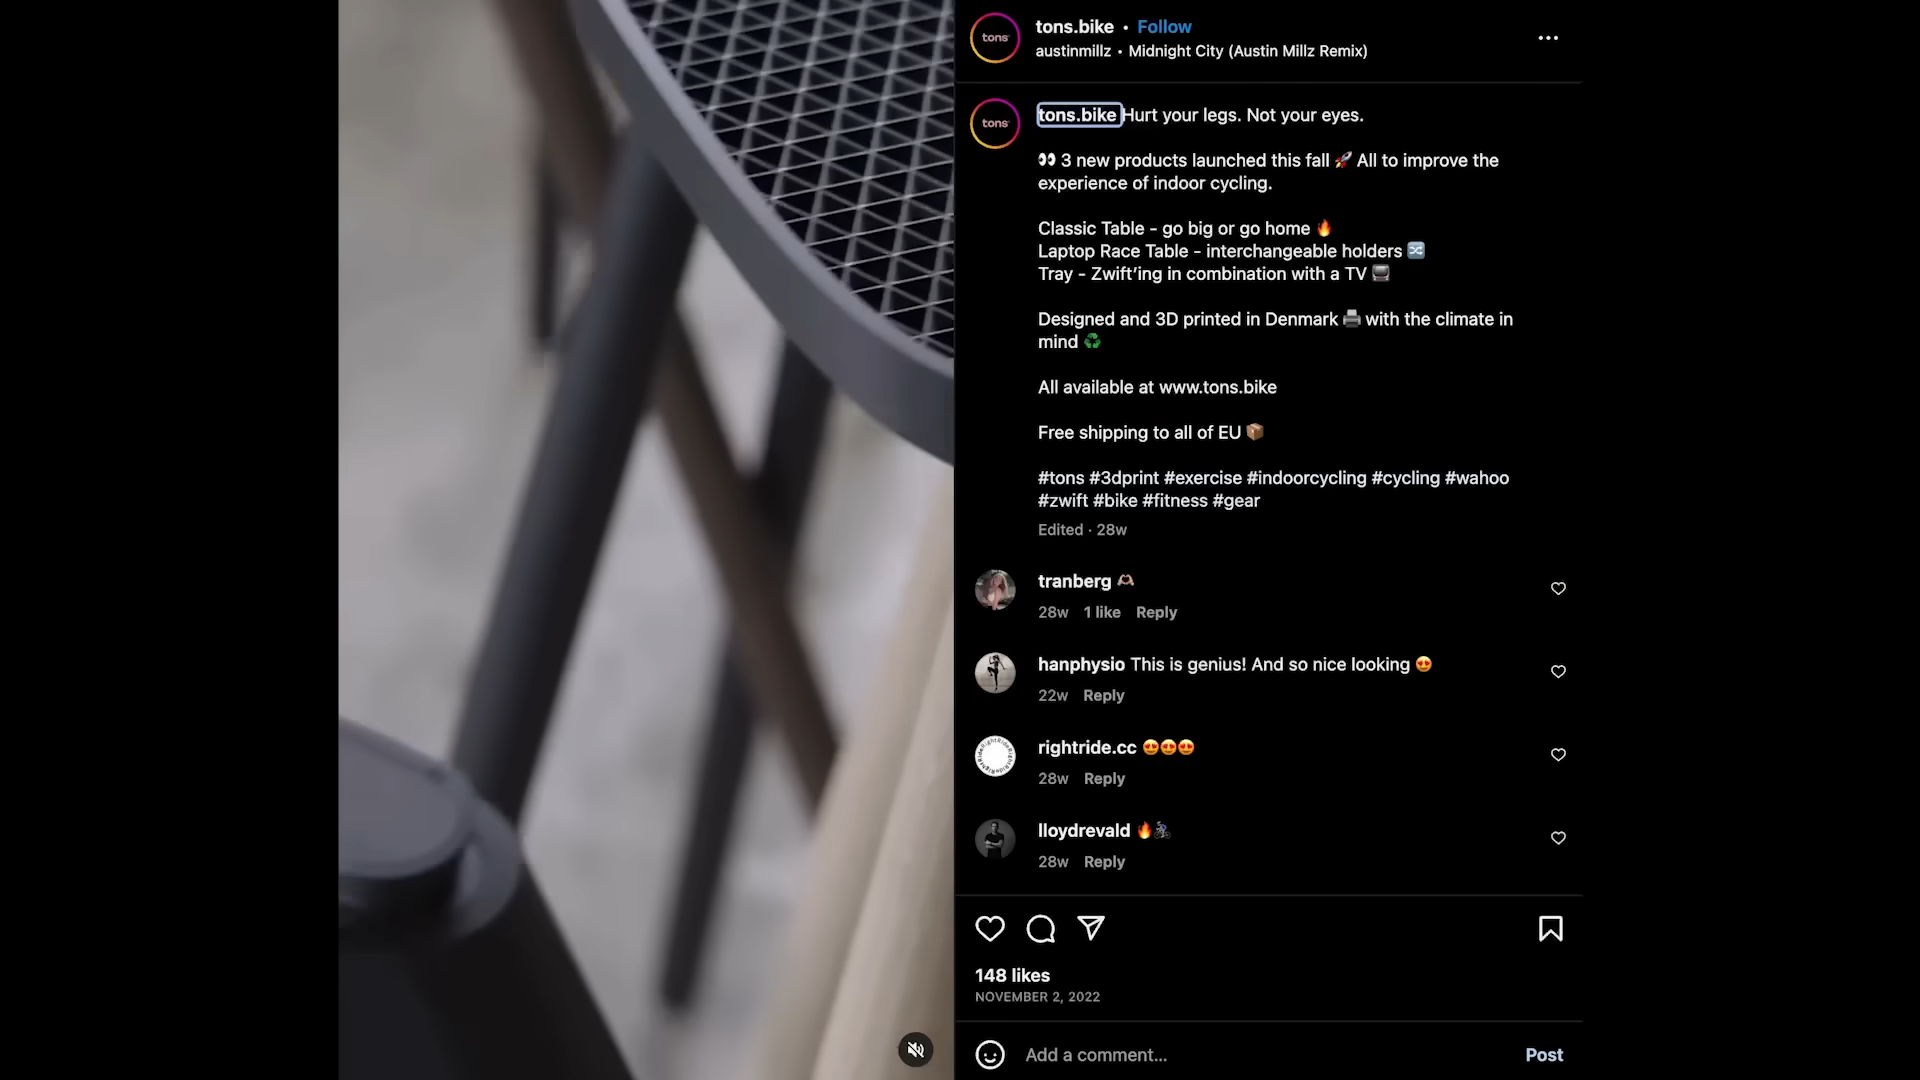 tons
tons.bike • Follow
austinmillz • Midnight City (Austin Millz Remix)
tons
tons.bike Hurt your legs. Not your eyes.
👀 3 new products launched this fall 🚀 All to improve the
experience of indoor cycling.
Classic Table - go big or go home 🔥
Laptop Race Table - interchangeable holders 🔀
Tray - Zwift'ing in combination with a TV 📺
Designed and 3D printed in Denmark 🖨 with the climate in
mind ♻️
All available at www.tons.bike
Free shipping to all of EU 📦
#tons #3dprint #exercise #indoorcycling #cycling #wahoo
#zwift #bike #fitness #gear
Edited · 28w
tranberg 🫶🏽
28w 1 like Reply
hanphysio This is genius! And so nice looking 😍
22w Reply
rightride.cc 😍😍😍
28w Reply
lloydrevald 🔥🚴🏿
28w Reply
148 likes
NOVEMBER 2, 2022
Add a comment...
Post